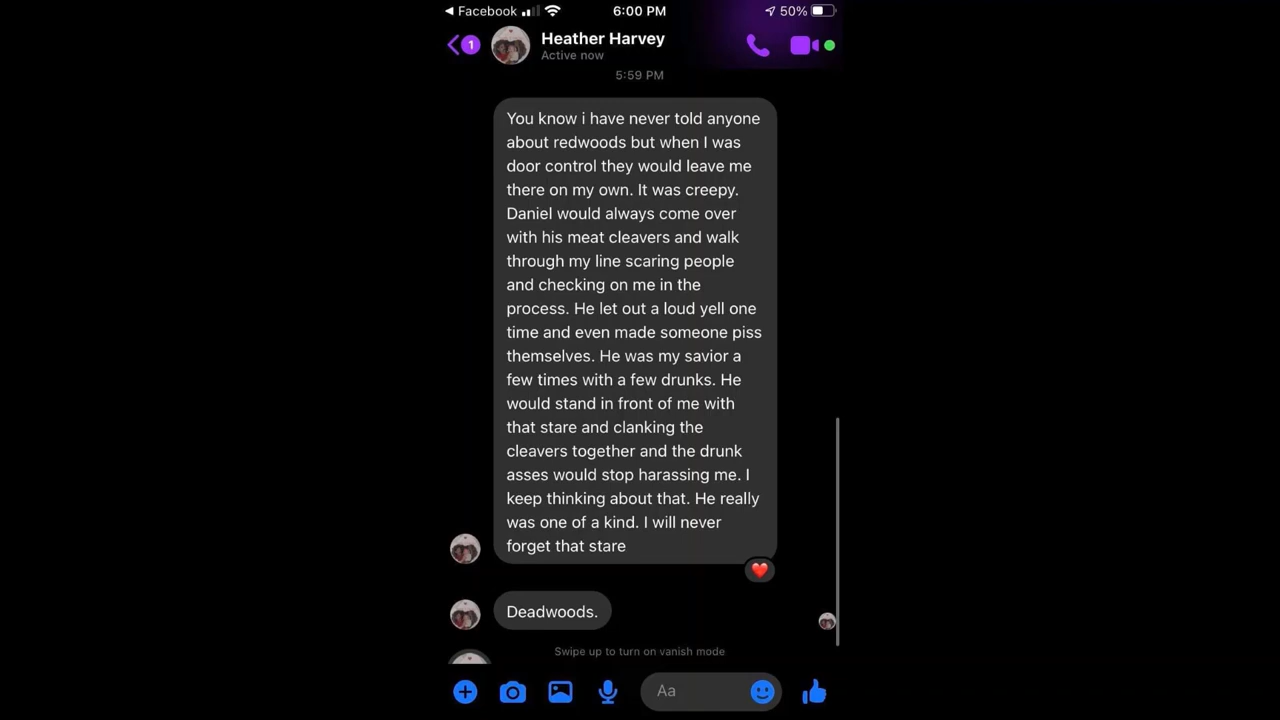 Facebook
6:00 PM
50%
1
Heather Harvey
Active now
5:59 PM
You know i have never told anyone
about redwoods but when I was
door control they would leave me
there on my own. It was creepy.
Daniel would always come over
with his meat cleavers and walk
through my line scaring people
and checking on me in the
process. He let out a loud yell one
time and even made someone piss
themselves. He was my savior a
few times with a few drunks. He
would stand in front of me with
that stare and clanking the
cleavers together and the drunk
asses would stop harassing me. I
keep thinking about that. He really
was one of a kind. I will never
forget that stare
Deadwoods.
Swipe up to turn on vanish mode
Aa